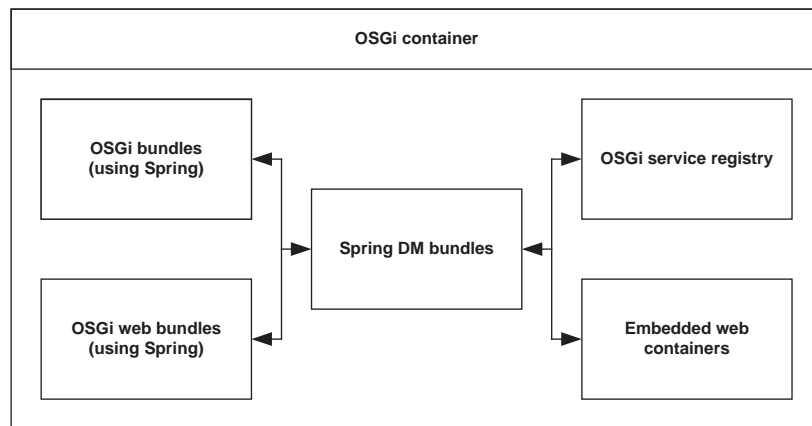 OSGi container
OSGi bundles
(using Spring)
OSGi service registry
Spring DM bundles
OSGi web bundles
(using Spring)
Embedded web
containers